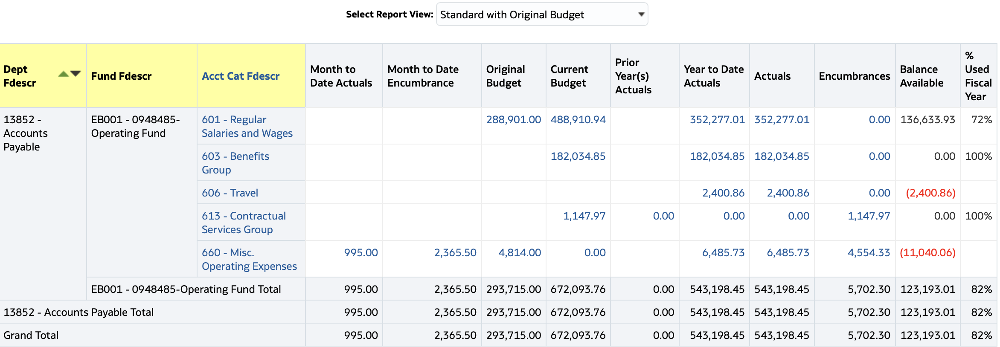 Select Report View: Standard with Original Budget
Dept Fdescr Fund Fdescr Acct Cat Fdescr Month to Date Actuals Month to Date Encumbrance Original Budget Current Budget Prior Year(s) Actuals Year to Date Actuals Actuals Encumbrances Balance Available % Used Fiscal Year
13852 - Accounts Payable EB001 - 0948485-Operating Fund 601 - Regular Salaries and Wages 288,901.00 488,910.94 352,277.01 352,277.01 0.00 136,633.93 72%
603 - Benefits Group 182,034.85 182,034.85 182,034.85 0.00 0.00 100%
606 - Travel 2,400.86 2,400.86 0.00 (2,400.86)
613 - Contractual Services Group 1,147.97 0.00 0.00 0.00 1,147.97 0.00 100%
660 - Misc. Operating Expenses 995.00 2,365.50 4,814.00 0.00 6,485.73 6,485.73 4,554.33 (11,040.06)
EB001 - 0948485-Operating Fund Total 995.00 2,365.50 293,715.00 672,093.76 0.00 543,198.45 543,198.45 5,702.30 123,193.01 82%
13852 - Accounts Payable Total 995.00 2,365.50 293,715.00 672,093.76 0.00 543,198.45 543,198.45 5,702.30 123,193.01 82%
Grand Total 995.00 2,365.50 293,715.00 672,093.76 0.00 543,198.45 543,198.45 5,702.30 123,193.01 82%